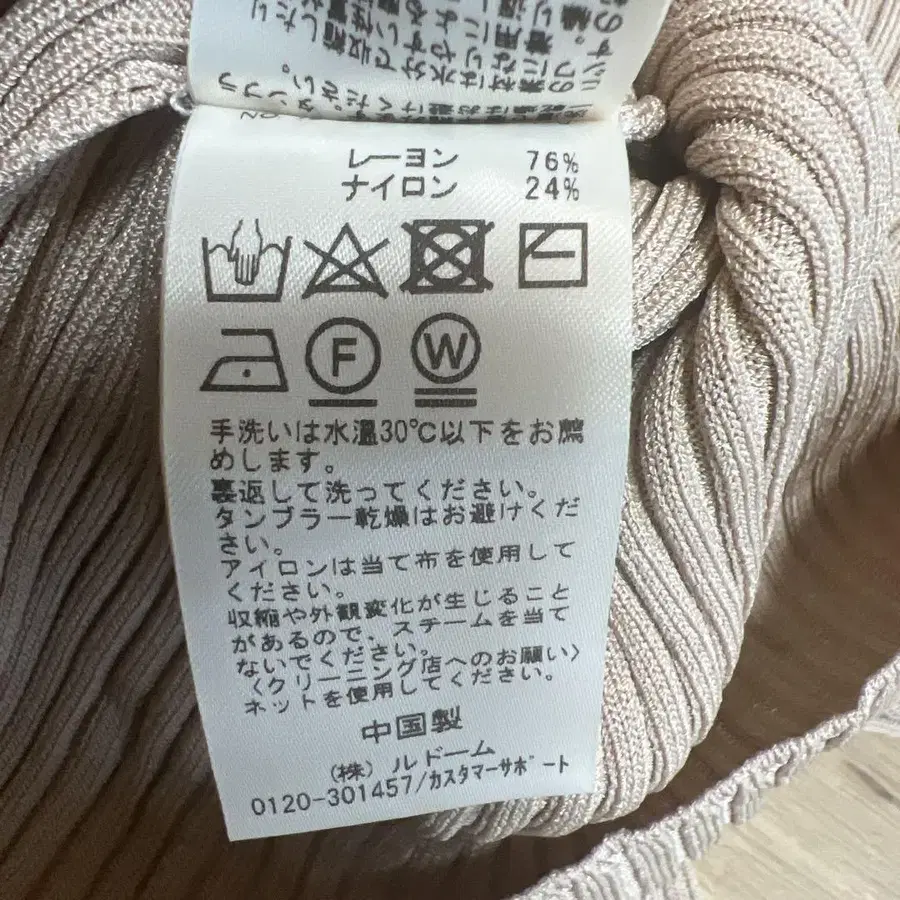 レーヨン 76%
ナイロン 24%
F W
手洗いは水温30℃以下をお薦
めします。
裏返して洗ってください。
タンブラー乾燥はお避けくだ
さい。
アイロンは当て布を使用して
ください。
収縮や外観変化が生じること
があるので、スチームを当て
ないでください。
〈クリーニング店へのお願い〉
ネットを使用してください。
中国製
(株) ルドーム
0120-301457/カスタマーサポート